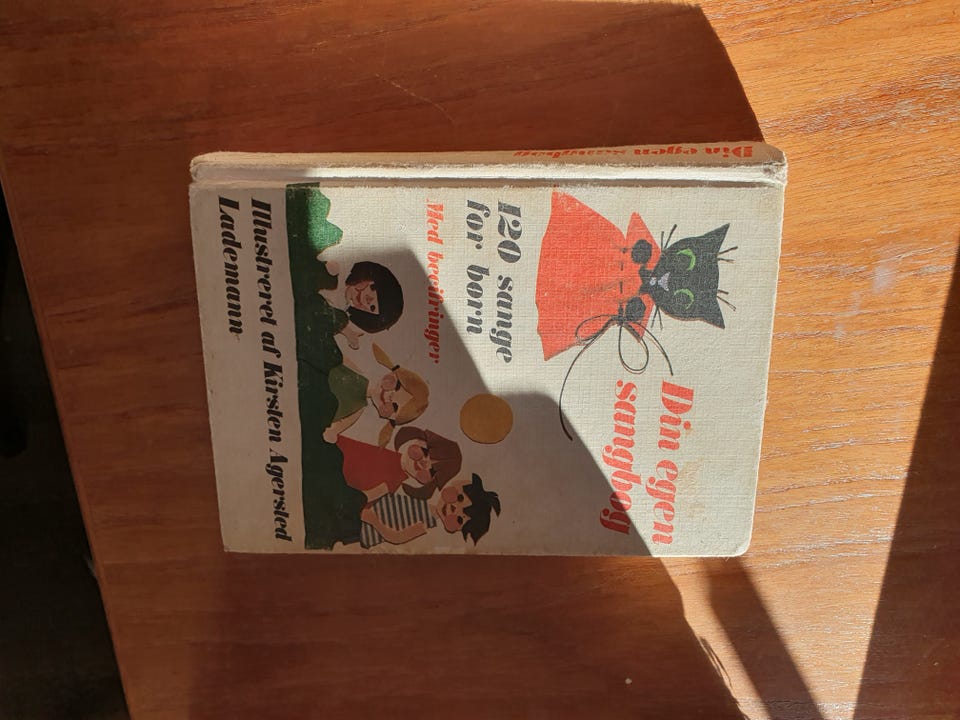 Din egen sangbog
Din egen
sangbog
120 sange
for børn
Med becifringer
Illustreret af Kirsten Agersted
Lademann